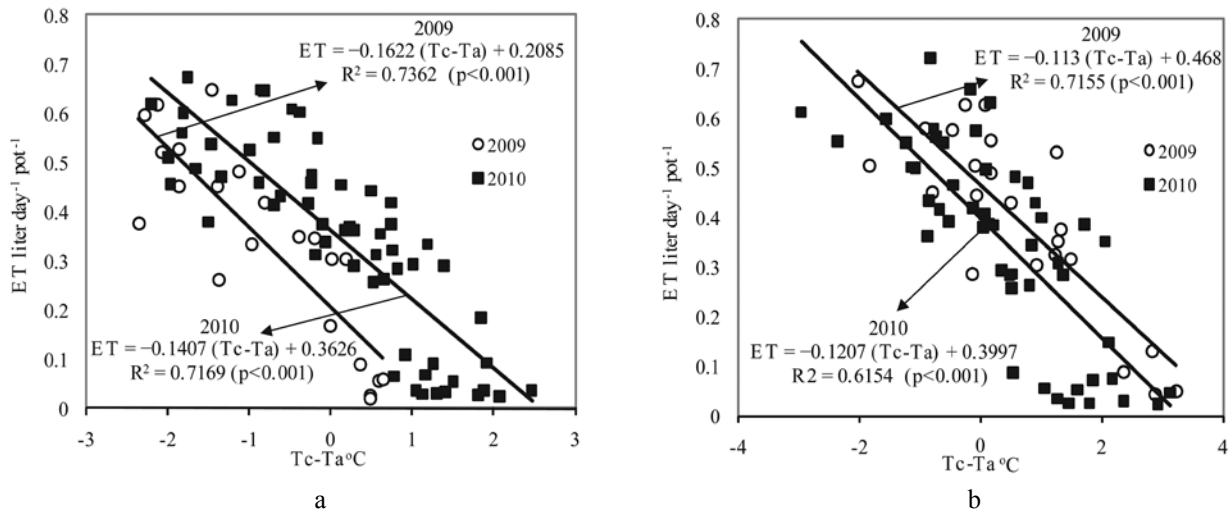 0.8
0.7
0.6
0.5
0.4
0.3
0.2
0.1
0
ET liter day⁻¹ pot⁻¹
2009
ET = −0.1622 (Tc-Ta) + 0.2085
R² = 0.7362 (p<0.001)
2009
2010
2010
ET = −0.1407 (Tc-Ta) + 0.3626
R² = 0.7169 (p<0.001)
-3 -2 -1 0 1 2 3
Tc-Ta °C
a
0.8
0.7
0.6
0.5
0.4
0.3
0.2
0.1
0
ET liter day⁻¹ pot⁻¹
2009
ET = −0.113 (Tc-Ta) + 0.468
R² = 0.7155 (p<0.001)
2009
2010
2010
ET = −0.1207 (Tc-Ta) + 0.3997
R2 = 0.6154 (p<0.001)
-4 -2 0 2 4
Tc-Ta °C
b